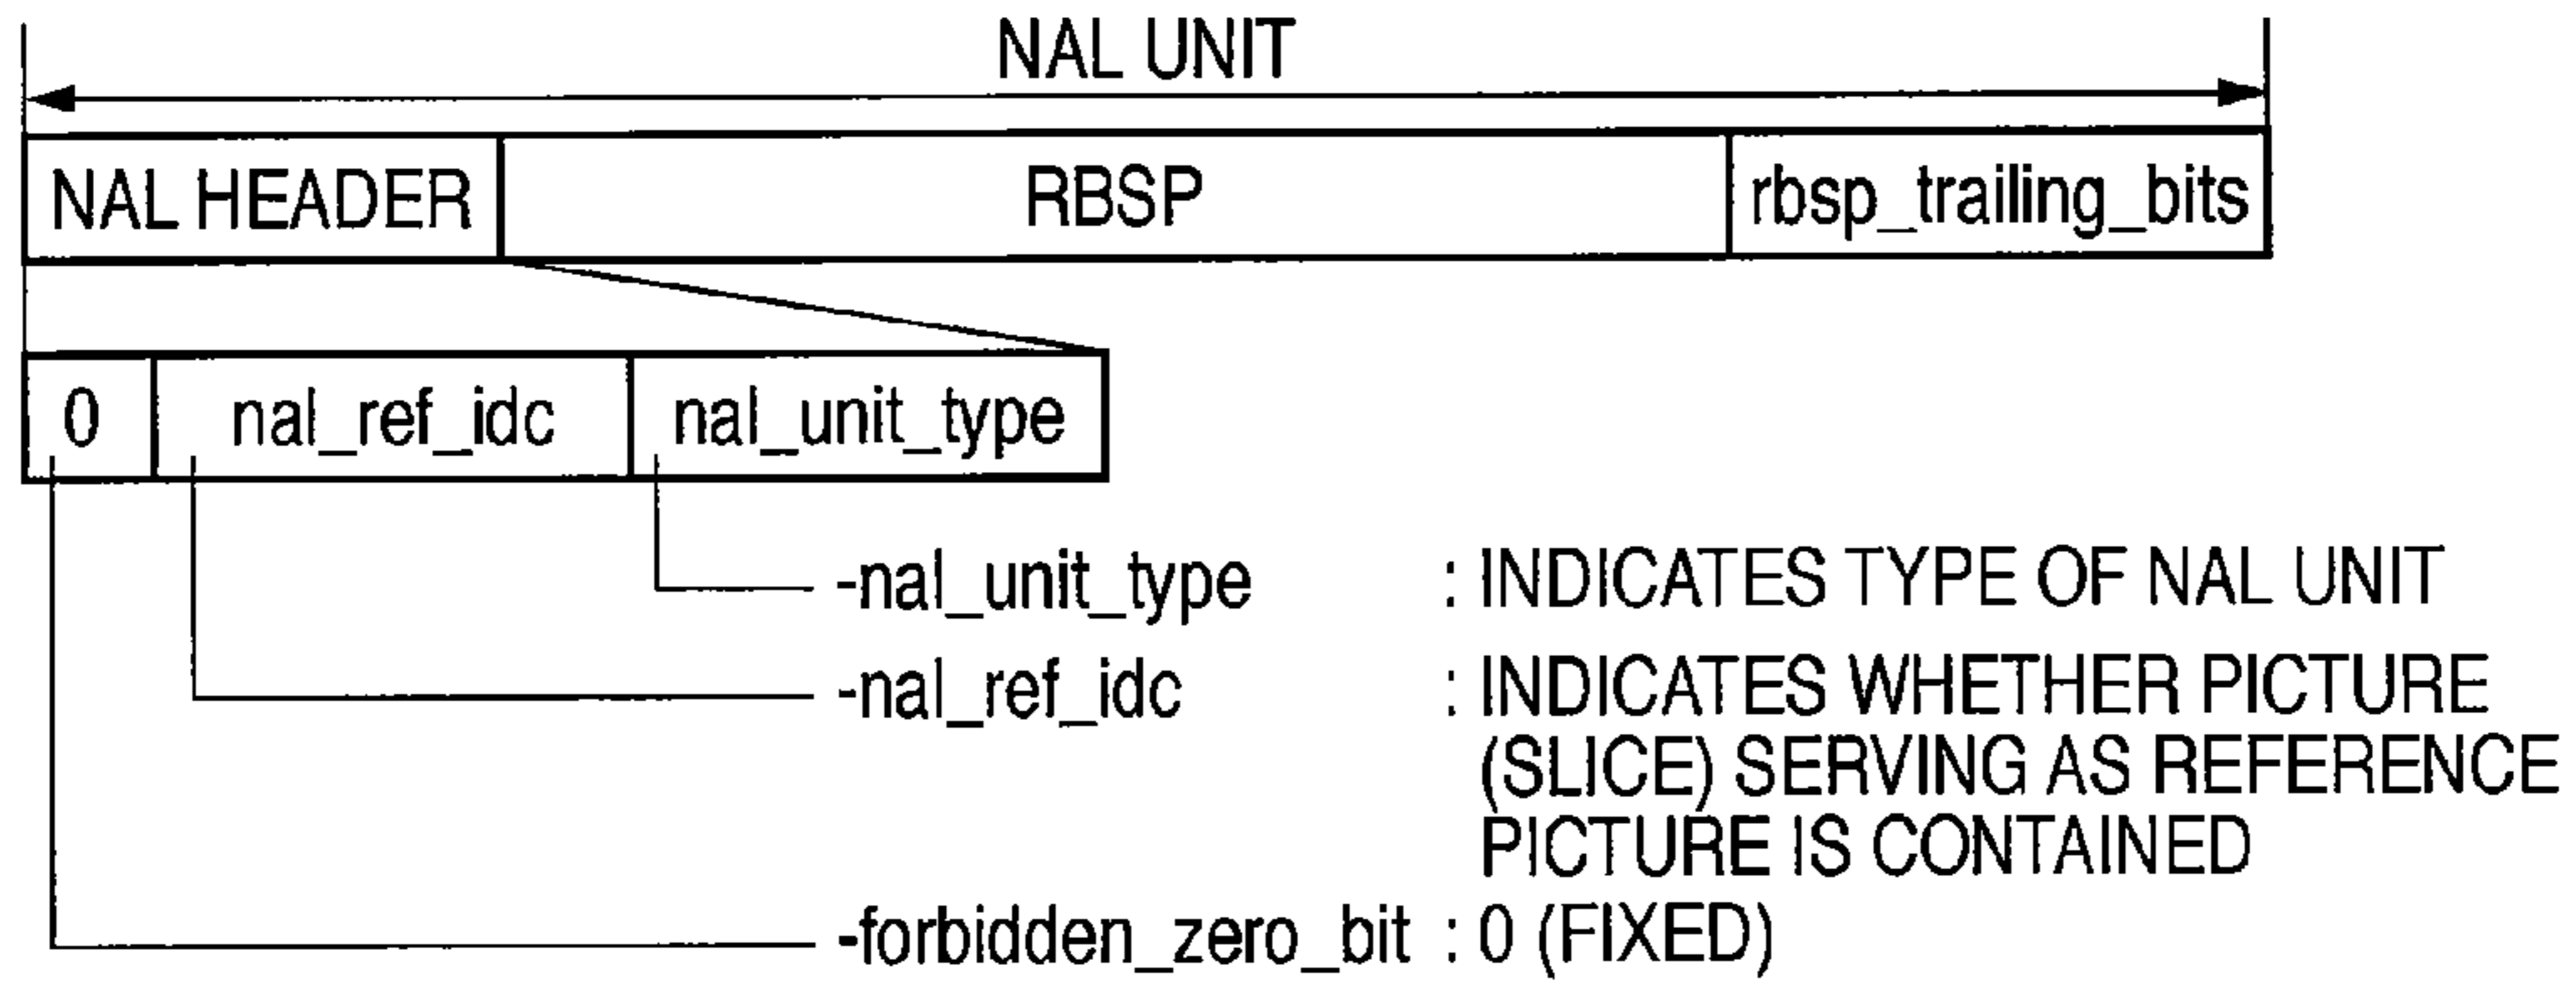 NAL UNIT
NAL HEADER RBSP rbsp_trailing_bits
0 nal_ref_idc nal_unit_type
-nal_unit_type : INDICATES TYPE OF NAL UNIT
-nal_ref_idc : INDICATES WHETHER PICTURE
(SLICE) SERVING AS REFERENCE
PICTURE IS CONTAINED
-forbidden_zero_bit : 0 (FIXED)